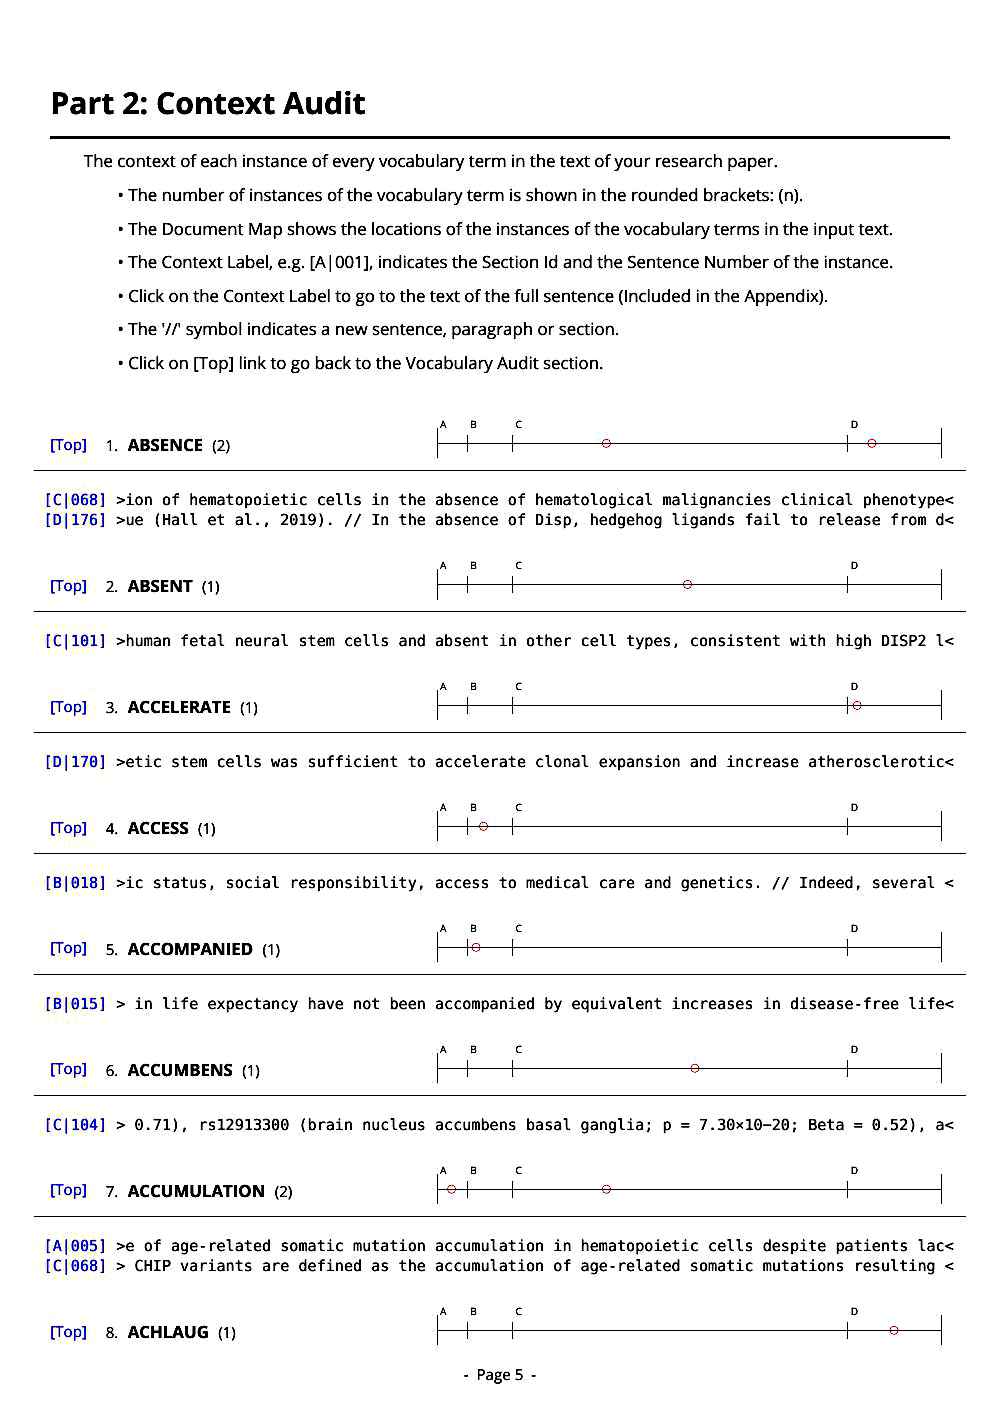 Part 2: Context Audit
The context of each instance of every vocabulary term in the text of your research paper.
• The number of instances of the vocabulary term is shown in the rounded brackets: (n).
• The Document Map shows the locations of the instances of the vocabulary terms in the input text.
• The Context Label, e.g. [A|001], indicates the Section Id and the Sentence Number of the instance.
• Click on the Context Label to go to the text of the full sentence (Included in the Appendix).
• The '//' symbol indicates a new sentence, paragraph or section.
• Click on [Top] link to go back to the Vocabulary Audit section.
A B C D
[Top] 1. ABSENCE (2)
[C|068] >ion of hematopoietic cells in the absence of hematological malignancies clinical phenotype<
[D|176] >ue (Hall et al., 2019). // In the absence of Disp, hedgehog ligands fail to release from d<
A B C D
[Top] 2. ABSENT (1)
[C|101] >human fetal neural stem cells and absent in other cell types, consistent with high DISP2 l<
A B C D
[Top] 3. ACCELERATE (1)
[D|170] >etic stem cells was sufficient to accelerate clonal expansion and increase atherosclerotic<
A B C D
[Top] 4. ACCESS (1)
[B|018] >ic status, social responsibility, access to medical care and genetics. // Indeed, several <
A B C D
[Top] 5. ACCOMPANIED (1)
[B|015] > in life expectancy have not been accompanied by equivalent increases in disease-free life<
A B C D
[Top] 6. ACCUMBENS (1)
[C|104] > 0.71), rs12913300 (brain nucleus accumbens basal ganglia; p = 7.30×10−20; Beta = 0.52), a<
A B C D
[Top] 7. ACCUMULATION (2)
[A|005] >e of age-related somatic mutation accumulation in hematopoietic cells despite patients lac<
[C|068] > CHIP variants are defined as the accumulation of age-related somatic mutations resulting <
A B C D
[Top] 8. ACHLAUG (1)
- Page 5 -